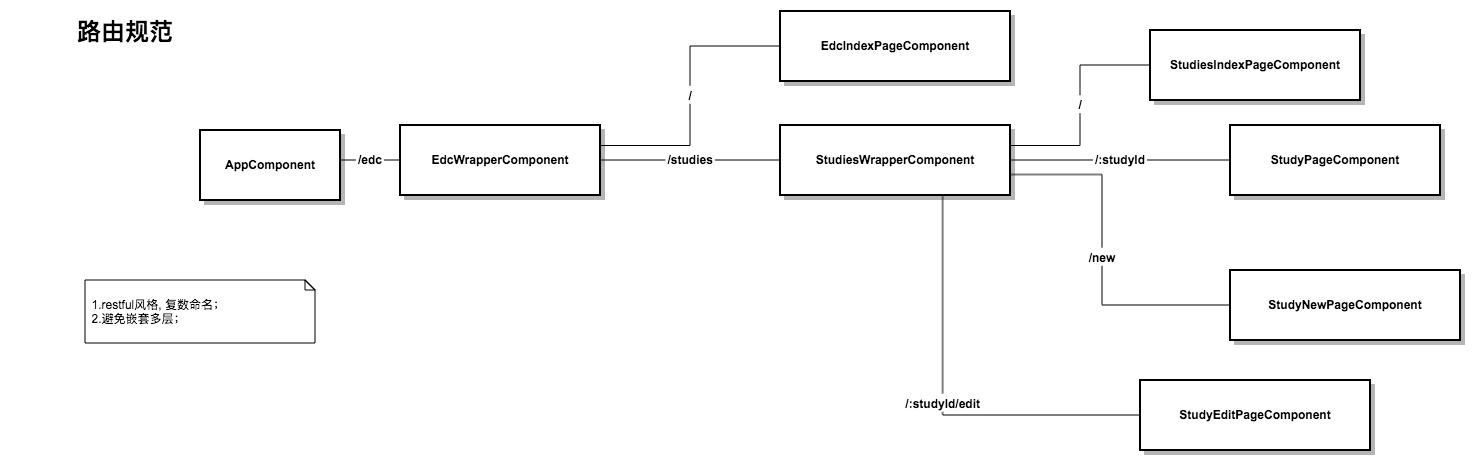 路由规范
EdcIndexPageComponent
StudiesIndexPageComponent
/
/
AppComponent
/edc
EdcWrapperComponent
/studies
StudiesWrapperComponent
/:studyId
StudyPageComponent
/new
StudyNewPageComponent
1.restful风格, 复数命名；
2.避免嵌套多层；
/:studyId/edit
StudyEditPageComponent